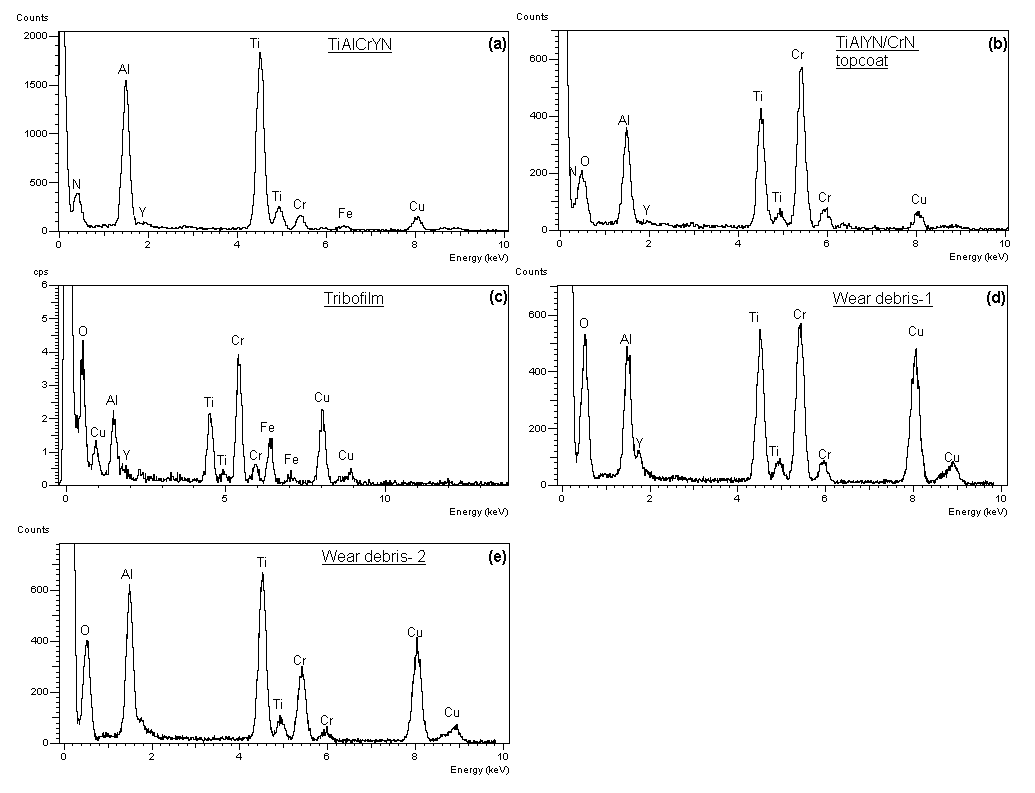 Counts
TiAlCrYN (a)
2000
1500
1000
500
0
Ti
Al
N
Y
Ti
Cr
Fe
Cu
0 2 4 6 8 10
Energy (keV)
Counts
TiAlYN/CrN (b)
topcoat
600
400
200
0
Cr
Ti
Al
O
N
Y
Ti
Cr
Cu
0 2 4 6 8 10
Energy (keV)
cps
Tribofilm (c)
6
5
4
3
2
1
0
O
Cr
Al
Ti
Cu
Fe
Cu
Y
Ti
Cr
Fe
Cu
0 5 10
Energy (keV)
Counts
Wear debris-1 (d)
600
400
200
0
O
Al
Ti
Cr
Cu
Y
Ti
Cr
Cu
0 2 4 6 8 10
Energy (keV)
Counts
Wear debris- 2 (e)
600
400
200
0
Ti
Al
O
Cr
Cu
Ti
Cr
Cu
0 2 4 6 8 10
Energy (keV)